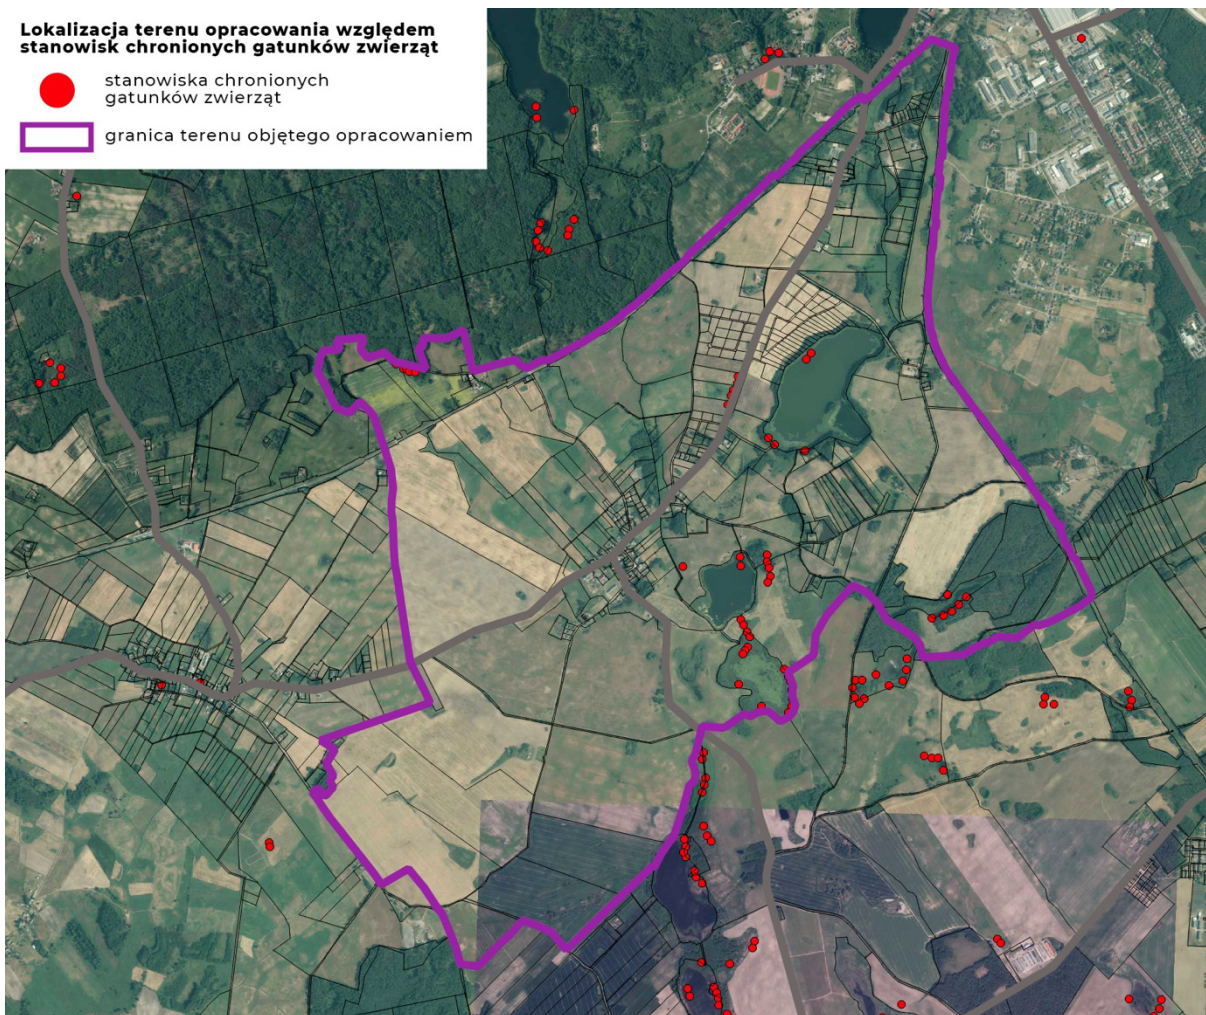 Lokalizacja terenu opracowania względem
stanowisk chronionych gatunków zwierząt
stanowiska chronionych
gatunków zwierząt
granica terenu objętego opracowaniem